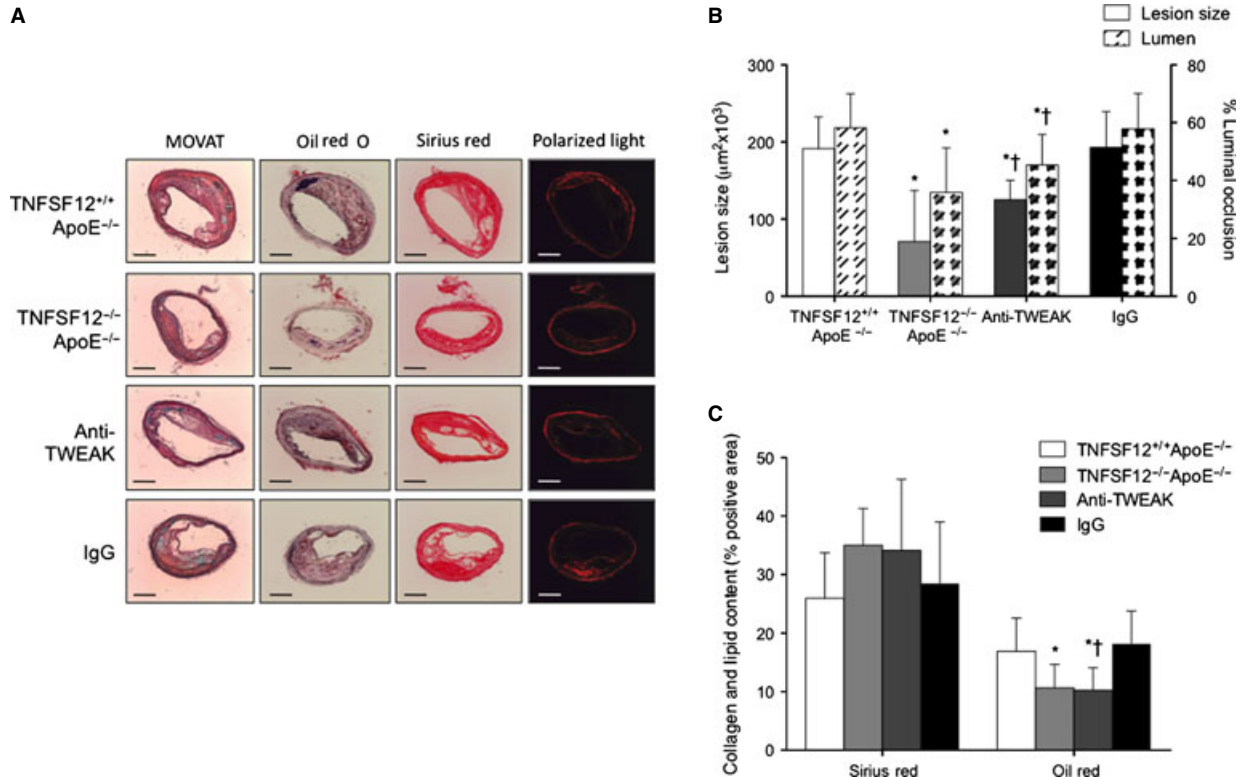 A
MOVAT Oil red O Sirius red Polarized light
TNFSF12+/+
ApoE−/−
TNFSF12−/−
ApoE−/−
Anti-
TWEAK
IgG
B
Lesion size
Lumen
300
200
100
0
Lesion size (µm²x10³)
80
60
40
20
0
% Luminal occlusion
*
*
*†
*†
TNFSF12+/+ TNFSF12−/− Anti-TWEAK IgG
ApoE −/− ApoE −/−
C
TNFSF12+/+ApoE−/−
TNFSF12−/−ApoE−/−
Anti-TWEAK
IgG
50
40
30
20
10
0
Collagen and lipid content (% positive area)
*
*†
Sirius red Oil red